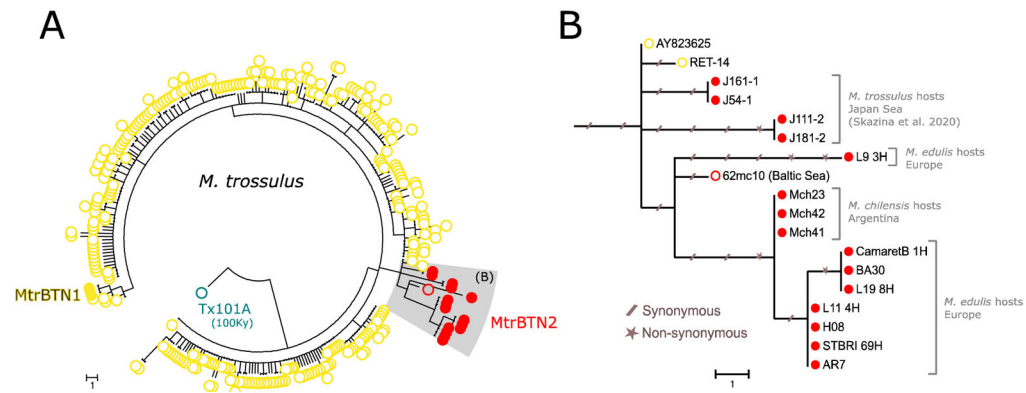 A
M. trossulus
MtrBTN1
Tx101A
(100Ky)
(B)
MtrBTN2
1
B
AY823625
RET-14
J161-1
J54-1
J111-2
J181-2
M. trossulus hosts
Japan Sea
(Skazina et al. 2020)
L9 3H
M. edulis hosts
Europe
62mc10 (Baltic Sea)
Mch23
Mch42
Mch41
M. chilensis hosts
Argentina
CamaretB 1H
BA30
L19 8H
L11 4H
H08
STBRI 69H
AR7
M. edulis hosts
Europe
Synonymous
Non-synonymous
1